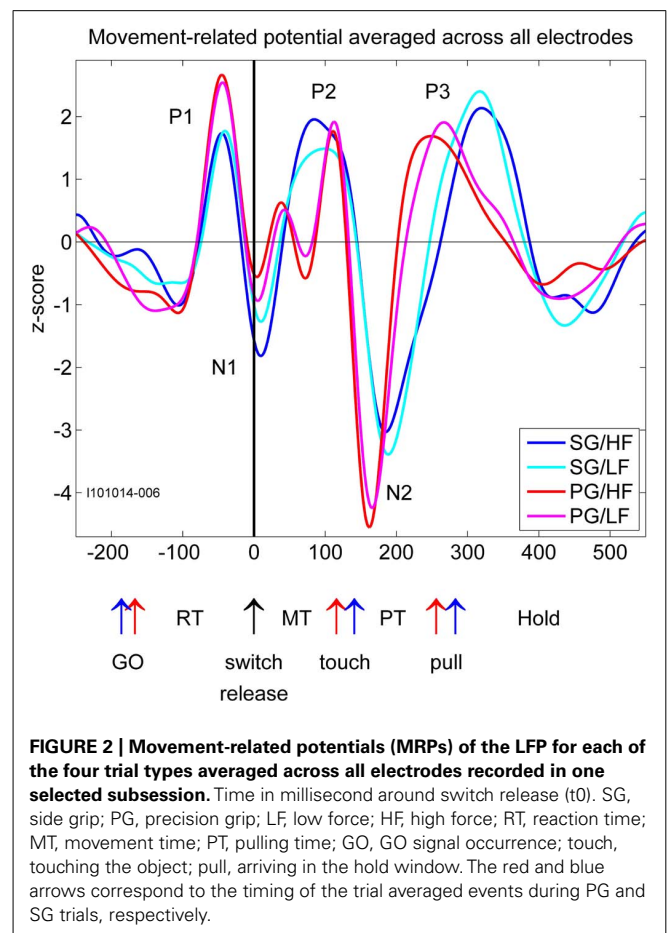 Movement-related potential averaged across all electrodes
P1
P2
P3
N1
N2
z-score
2
1
0
-1
-2
-3
-4
I101014-006
SG/HF
SG/LF
PG/HF
PG/LF
-200 -100 0 100 200 300 400 500
RT MT PT Hold
GO switch touch pull
release
FIGURE 2 | Movement-related potentials (MRPs) of the LFP for each of
the four trial types averaged across all electrodes recorded in one
selected subsession. Time in millisecond around switch release (t0). SG,
side grip; PG, precision grip; LF, low force; HF, high force; RT, reaction time;
MT, movement time; PT, pulling time; GO, GO signal occurrence; touch,
touching the object; pull, arriving in the hold window. The red and blue
arrows correspond to the timing of the trial averaged events during PG and
SG trials, respectively.